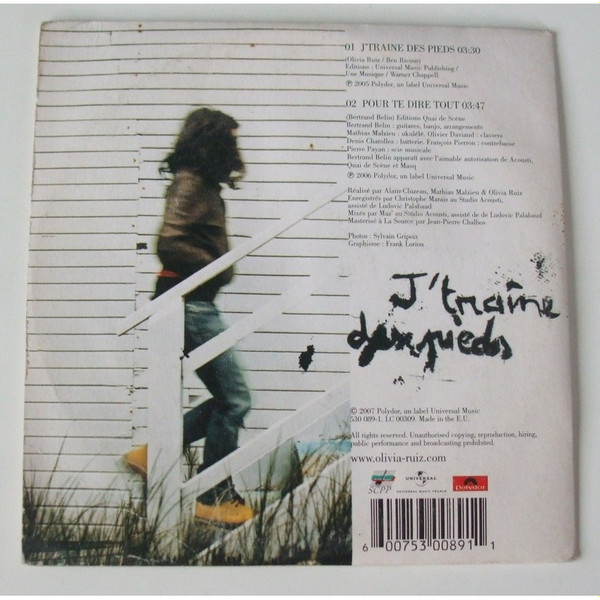 01 J'TRAINE DES PIEDS 03:30
(Olivia Ruiz / Ben Ricour)
Editions : Universal Music Publishing /
Une Musique / Warner Chappell
℗ 2005 Polydor, un label Universal Music
02 POUR TE DIRE TOUT 03:47
(Bertrand Belin) Editions Quai de Scène
Bertrand Belin : guitares, banjo, arrangements
Mathias Malzieu : ukulélé. Olivier Daviaud : claviers
Denis Charolles : batterie. François Pierron : contrebasse
Pierre Payan : scie musicale
Bertrand Belin apparaît avec l'aimable autorisation de Acousti,
Quai de Scène et Masq
℗ 2006 Polydor, un label Universal Music
Réalisé par Alain Cluzeau, Mathias Malzieu & Olivia Ruiz
Enregistrés par Christophe Marais au Studio Acousti,
assisté de Ludovic Palabaud
Mixés par Maz' au Studio Acousti, assisté de de Ludovic Palabaud
Masterisé à La Source par Jean-Pierre Chalbos
Photos : Sylvain Gripoix
Graphisme : Frank Loriou
J'traîne
des pieds
© 2007 Polydor, un label Universal Music
530 089-1. LC 00309. Made in the E.U.
All rights reserved. Unauthorised copying, reproduction, hiring,
public performance and broadcasting prohibited.
www.olivia-ruiz.com
SCPP UNIVERSAL Polydor
UNIVERSAL MUSIC FRANCE
6 00753 00891 1